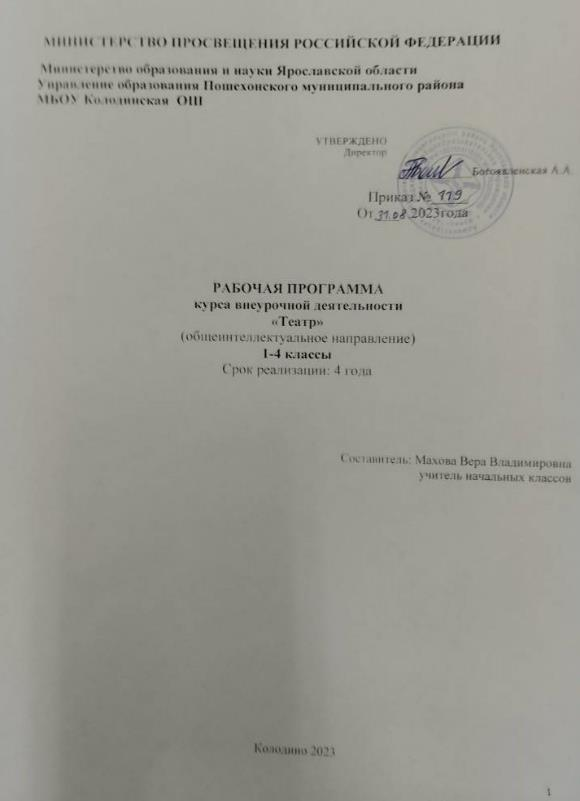 МИНИСТЕРСТВО ПРОСВЕЩЕНИЯ РОССИЙСКОЙ ФЕДЕРАЦИИ
Министерство образования и науки Ярославской области
Управление образования Пошехонского муниципального района
МБОУ Колодинская ОШ
УТВЕРЖДЕНО
Директор
Богоявленская А.А.
Приказ № 119
От 31.08.2023года
РАБОЧАЯ ПРОГРАММА
курса внеурочной деятельности
«Театр»
(общеинтеллектуальное направление)
1-4 классы
Срок реализации: 4 года
Составитель: Махова Вера Владимировна
учитель начальных классов
Колодино 2023
1